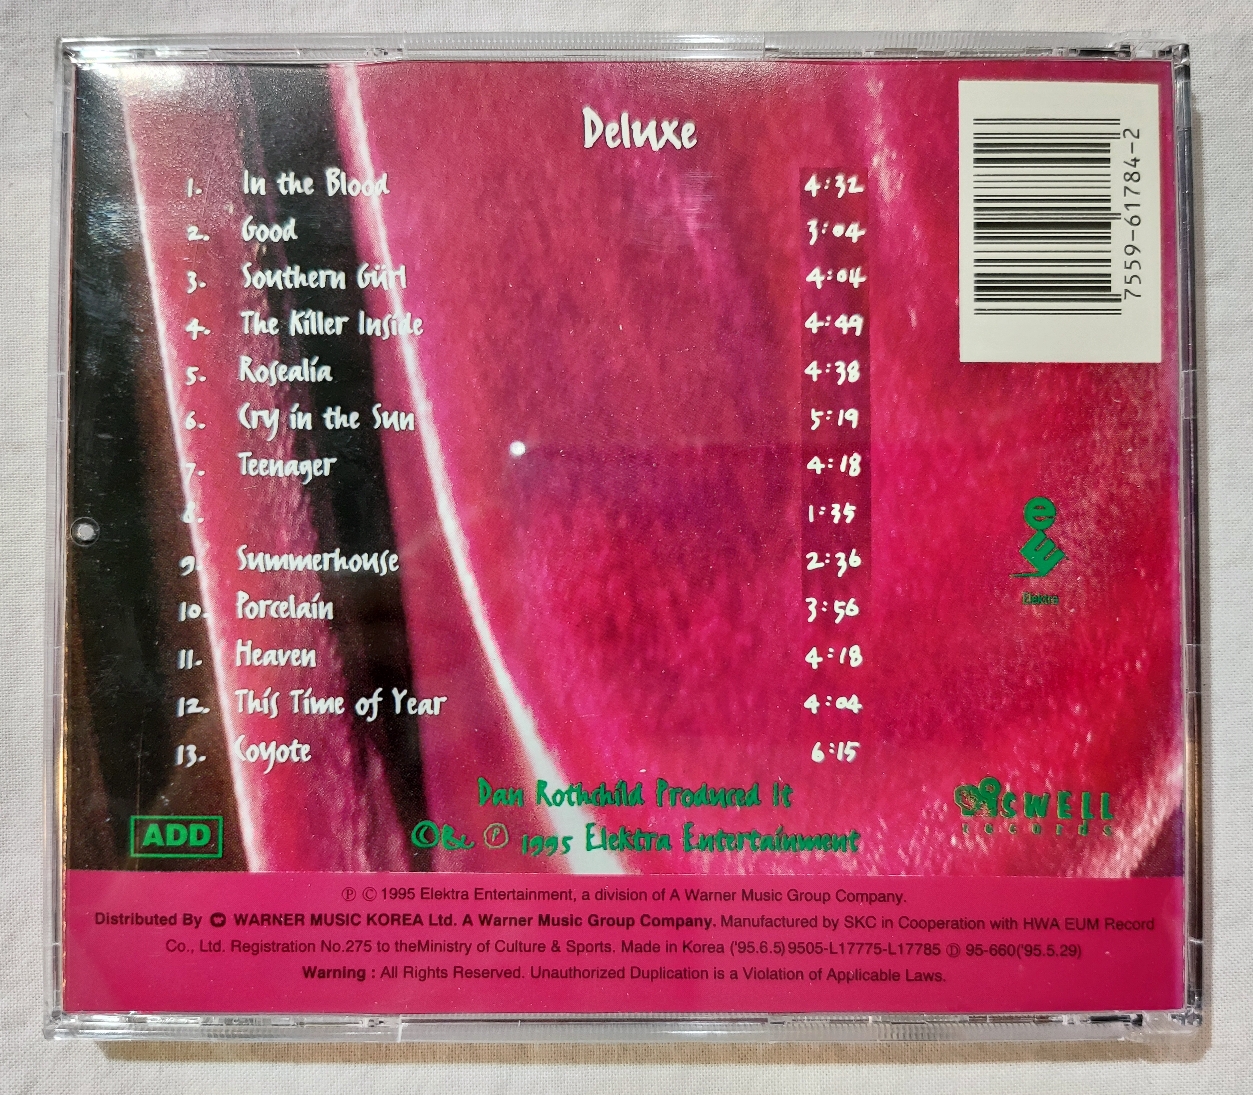 Deluxe
1. In the Blood 4:32
2. Good 3:04
3. Southern Gürl 4:04
4. The Killer Inside 4:49
5. Rosealia 4:38
6. Cry in the Sun 5:19
7. Teenager 4:18
8. 1:35
9. Summerhouse 2:36
10. Porcelain 3:56
11. Heaven 4:18
12. This Time of Year 4:04
13. Coyote 6:15
7559-61784-2
Elektra
Dan Rothchild Produced It
© & ℗ 1995 Elektra Entertainment
ADD
records
℗ © 1995 Elektra Entertainment, a division of A Warner Music Group Company.
Distributed By WARNER MUSIC KOREA Ltd. A Warner Music Group Company. Manufactured by SKC in Cooperation with HWA EUM Record
Co., Ltd. Registration No.275 to theMinistry of Culture & Sports. Made in Korea ('95.6.5) 9505-L17775-L17785 Ⓓ 95-660('95.5.29)
Warning : All Rights Reserved. Unauthorized Duplication is a Violation of Applicable Laws.